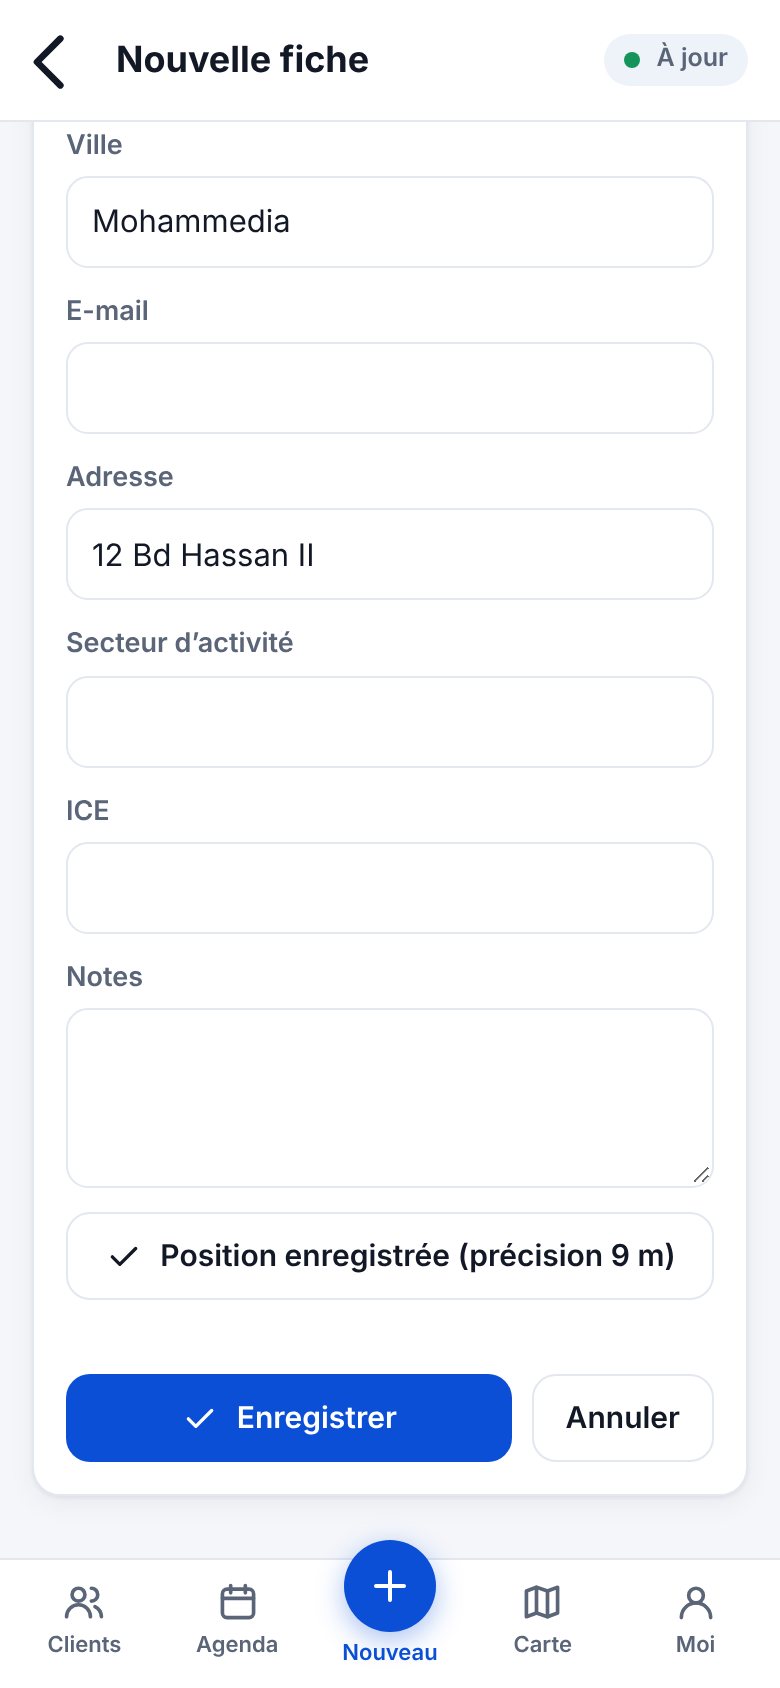 Nouvelle fiche
À jour
Ville
Mohammedia
E-mail
Adresse
12 Bd Hassan II
Secteur d’activité
ICE
Notes
Position enregistrée (précision 9 m)
Enregistrer
Annuler
Clients
Agenda
Nouveau
Carte
Moi